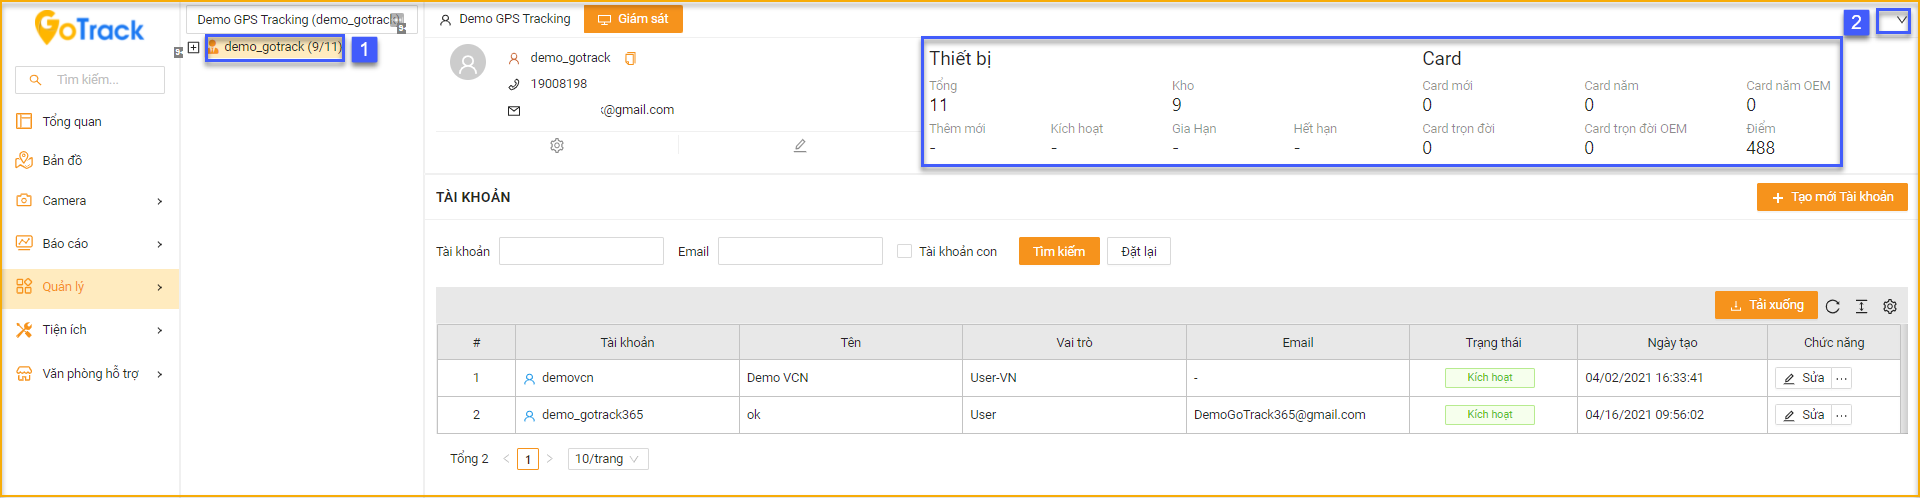 GoTrack
Tìm kiếm...
Tổng quan
Bản đồ
Camera
Báo cáo
Quản lý
Tiện ích
Văn phòng hỗ trợ
Demo GPS Tracking (demo_gotrack
demo_gotrack (9/11)
1
Demo GPS Tracking
Giám sát
2
demo_gotrack
19008198
@gmail.com
Thiết bị
Tổng
11
Kho
9
Thêm mới
-
Kích hoạt
-
Gia Hạn
-
Hết hạn
-
Card
Card mới
0
Card năm
0
Card năm OEM
0
Card trọn đời
0
Card trọn đời OEM
0
Điểm
488
TÀI KHOẢN
+ Tạo mới Tài khoản
Tài khoản
Email
Tài khoản con
Tìm kiếm
Đặt lại
Tải xuống
# Tài khoản Tên Vai trò Email Trạng thái Ngày tạo Chức năng
1 demovcn Demo VCN User-VN - Kích hoạt 04/02/2021 16:33:41 Sửa ...
2 demo_gotrack365 ok User DemoGoTrack365@gmail.com Kích hoạt 04/16/2021 09:56:02 Sửa ...
Tổng 2 < 1 > 10/trang